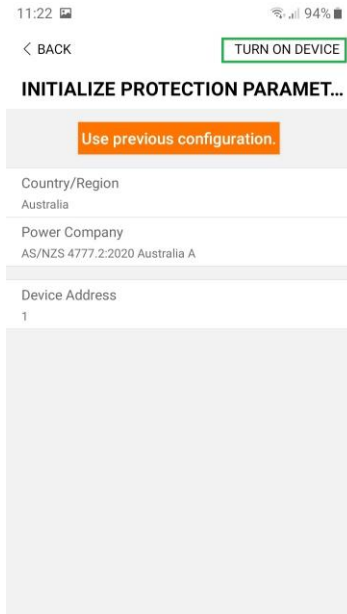 11:22 94%
< BACK TURN ON DEVICE
INITIALIZE PROTECTION PARAMET...
Use previous configuration.
Country/Region
Australia
Power Company
AS/NZS 4777.2:2020 Australia A
Device Address
1